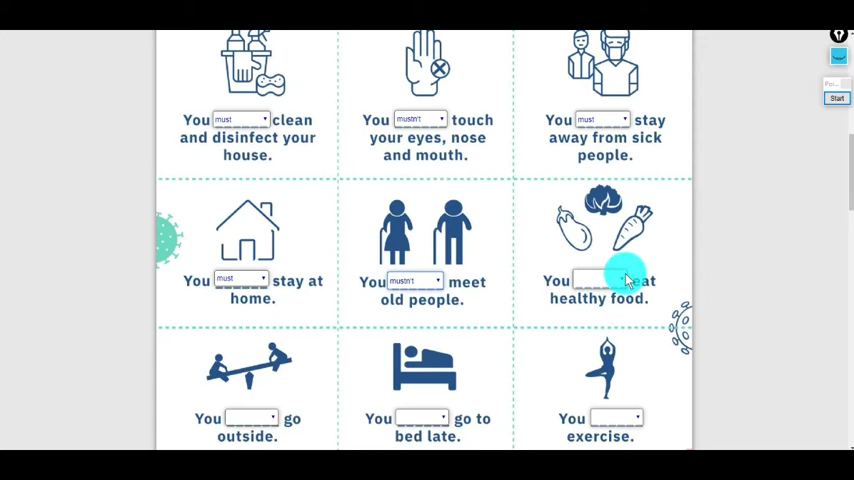 You must clean
and disinfect your
house.
You mustn't touch
your eyes, nose
and mouth.
You must stay
away from sick
people.
You must stay at
home.
You mustn't meet
old people.
You eat
healthy food.
You go
outside.
You go to
bed late.
You
exercise.
Start